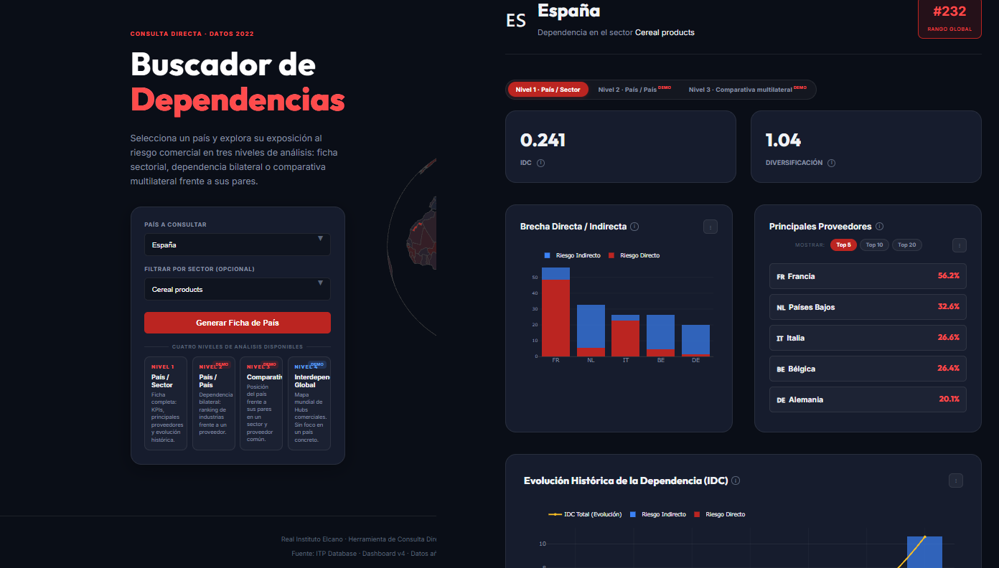 CONSULTA DIRECTA · DATOS 2022
Buscador de
Dependencias
Selecciona un país y explora su exposición al
riesgo comercial en tres niveles de análisis: ficha
sectorial, dependencia bilateral o comparativa
multilateral frente a sus pares.
PAÍS A CONSULTAR
España
FILTRAR POR SECTOR (OPCIONAL)
Cereal products
Generar Ficha de País
CUATRO NIVELES DE ANÁLISIS DISPONIBLES
NIVEL 1
País /
Sector
Ficha
completa:
KPIs,
principales
proveedores
y evolución
histórica.
NIVEL 2 DEMO
País /
País
Dependencia
bilateral:
ranking de
industrias
frente a un
proveedor.
NIVEL 3 DEMO
Comparativ
Posición
del país
frente a
sus pares
en un
sector y
proveedor
común.
NIVEL 4 DEMO
Interdepen
Global
Mapa
mundial de
Hubs
comerciales.
Sin foco en
un país
concreto.
Real Instituto Elcano · Herramienta de Consulta Dire
Fuente: ITP Database · Dashboard v4 · Datos añ
ES
España
Dependencia en el sector Cereal products
#232
RANGO GLOBAL
Nivel 1 · País / Sector
Nivel 2 · País / País DEMO
Nivel 3 · Comparativa multilateral DEMO
0.241
IDC
1.04
DIVERSIFICACIÓN
Brecha Directa / Indirecta
Riesgo Indirecto
Riesgo Directo
50
40
30
20
10
0
FR
NL
IT
BE
DE
Principales Proveedores
MOSTRAR:
Top 5
Top 10
Top 20
FR Francia 56.2%
NL Países Bajos 32.6%
IT Italia 26.6%
BE Bélgica 26.4%
DE Alemania 20.1%
Evolución Histórica de la Dependencia (IDC)
IDC Total (Evolución)
Riesgo Indirecto
Riesgo Directo
10